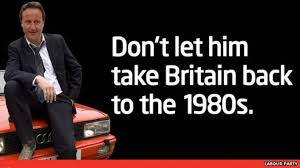 Don't let him
take Britain back
to the 1980s.
LABOUR PARTY